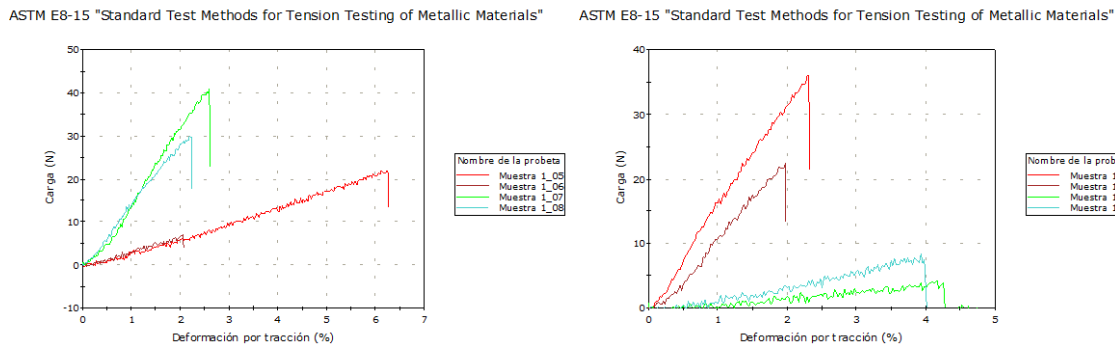 ASTM E8-15 "Standard Test Methods for Tension Testing of Metallic Materials"
50
40
30
20
10
0
-10
Carga (N)
0 1 2 3 4 5 6 7
Deformación por tracción (%)
Nombre de la probeta
Muestra 1_05
Muestra 1_06
Muestra 1_07
Muestra 1_08
ASTM E8-15 "Standard Test Methods for Tension Testing of Metallic Materials"
40
30
20
10
0
Carga (N)
0 1 2 3 4 5
Deformación por tracción (%)
Nombre de la prob
Muestra 1
Muestra 1
Muestra 1
Muestra 1